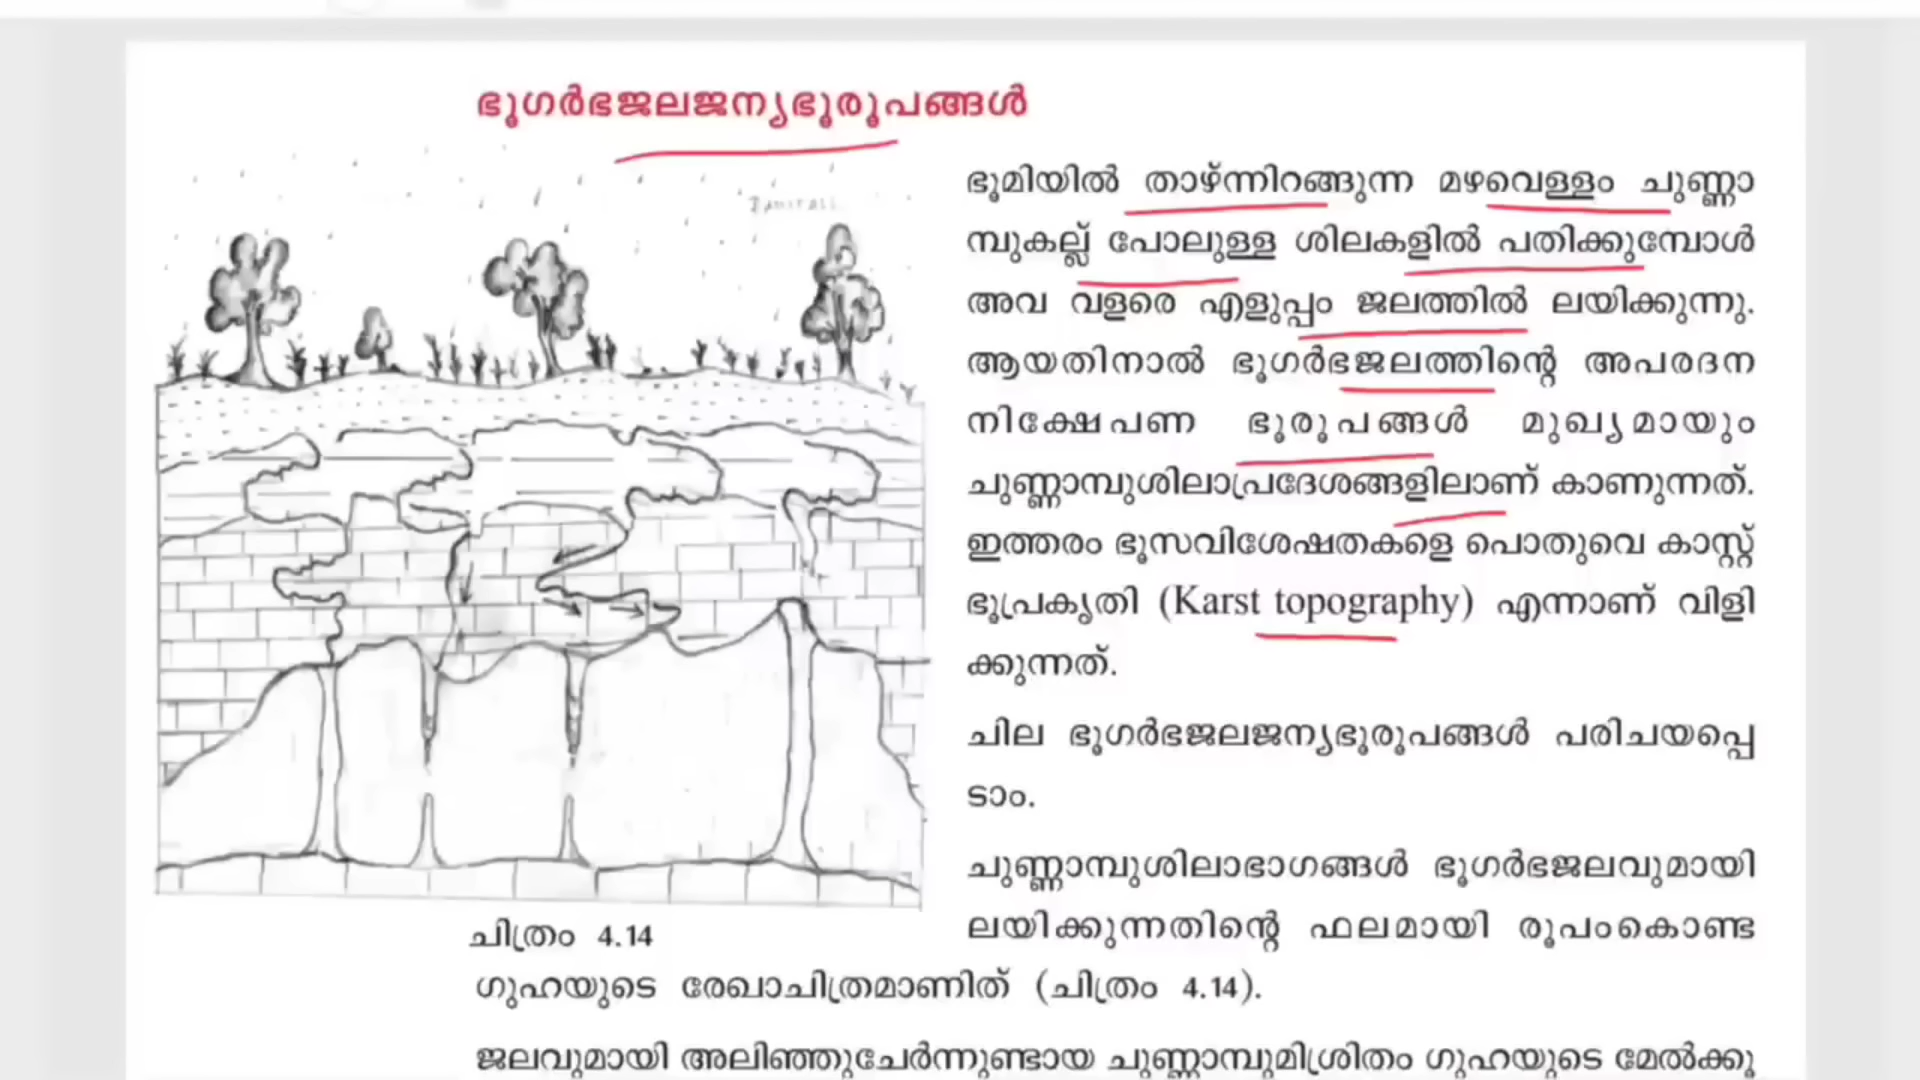 ഭൂഗർഭജലജന്യഭൂരൂപങ്ങൾ
ഭൂമിയിൽ താഴ്ന്നിറങ്ങുന്ന മഴവെള്ളം ചുണ്ണാ
മ്പുകല്ല് പോലുള്ള ശിലകളിൽ പതിക്കുമ്പോൾ
അവ വളരെ എളുപ്പം ജലത്തിൽ ലയിക്കുന്നു.
ആയതിനാൽ ഭൂഗർഭജലത്തിന്റെ അപരദന
നിക്ഷേപണ ഭൂരൂപങ്ങൾ മുഖ്യമായും
ചുണ്ണാമ്പുശിലാപ്രദേശങ്ങളിലാണ് കാണുന്നത്.
ഇത്തരം ഭൂസവിശേഷതകളെ പൊതുവെ കാസ്റ്റ്
ഭൂപ്രകൃതി (Karst topography) എന്നാണ് വിളി
ക്കുന്നത്.
ചില ഭൂഗർഭജലജന്യഭൂരൂപങ്ങൾ പരിചയപ്പെ
ടാം.
ചുണ്ണാമ്പുശിലാഭാഗങ്ങൾ ഭൂഗർഭജലവുമായി
ലയിക്കുന്നതിന്റെ ഫലമായി രൂപംകൊണ്ട
ചിത്രം 4.14
ഗുഹയുടെ രേഖാചിത്രമാണിത് (ചിത്രം 4.14).
ജലവുമായി അലിഞ്ഞുചേർന്നുണ്ടായ ചുണ്ണാമ്പുമിശ്രിതം ഗുഹയുടെ മേൽക്കൂ